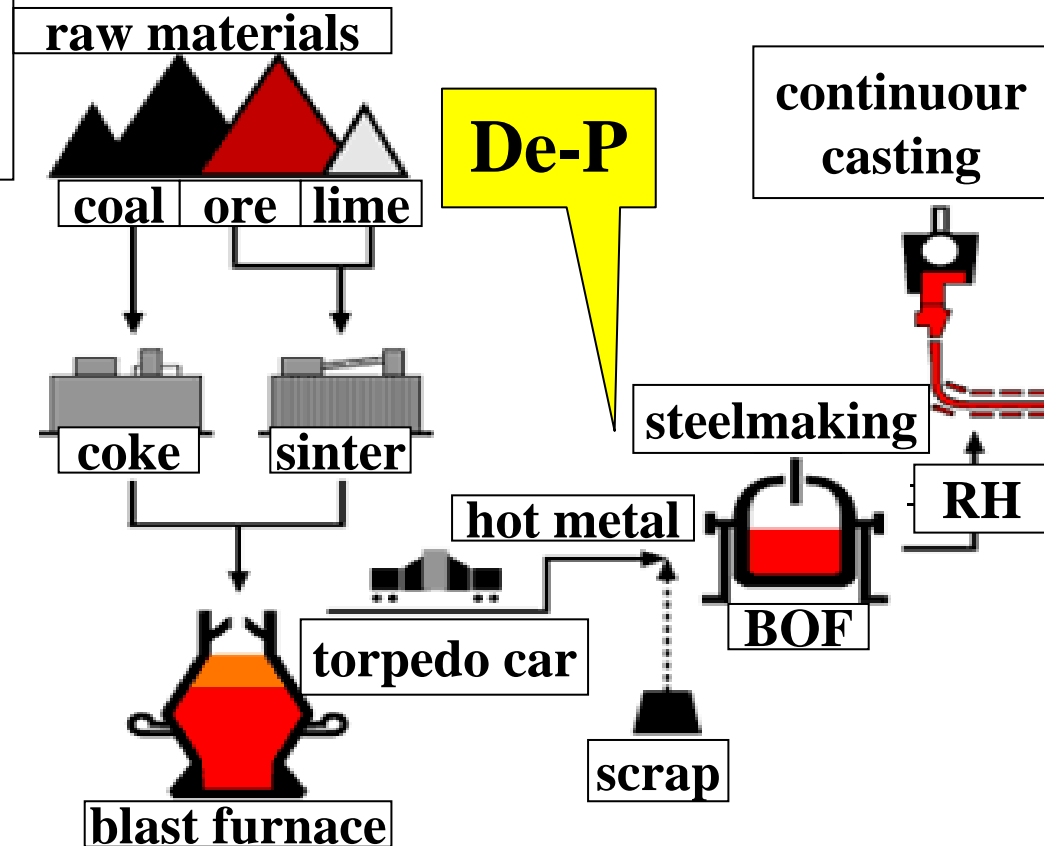 raw materials
coal ore lime
De-P
continuour
casting
coke
sinter
steelmaking
hot metal
RH
BOF
torpedo car
scrap
blast furnace